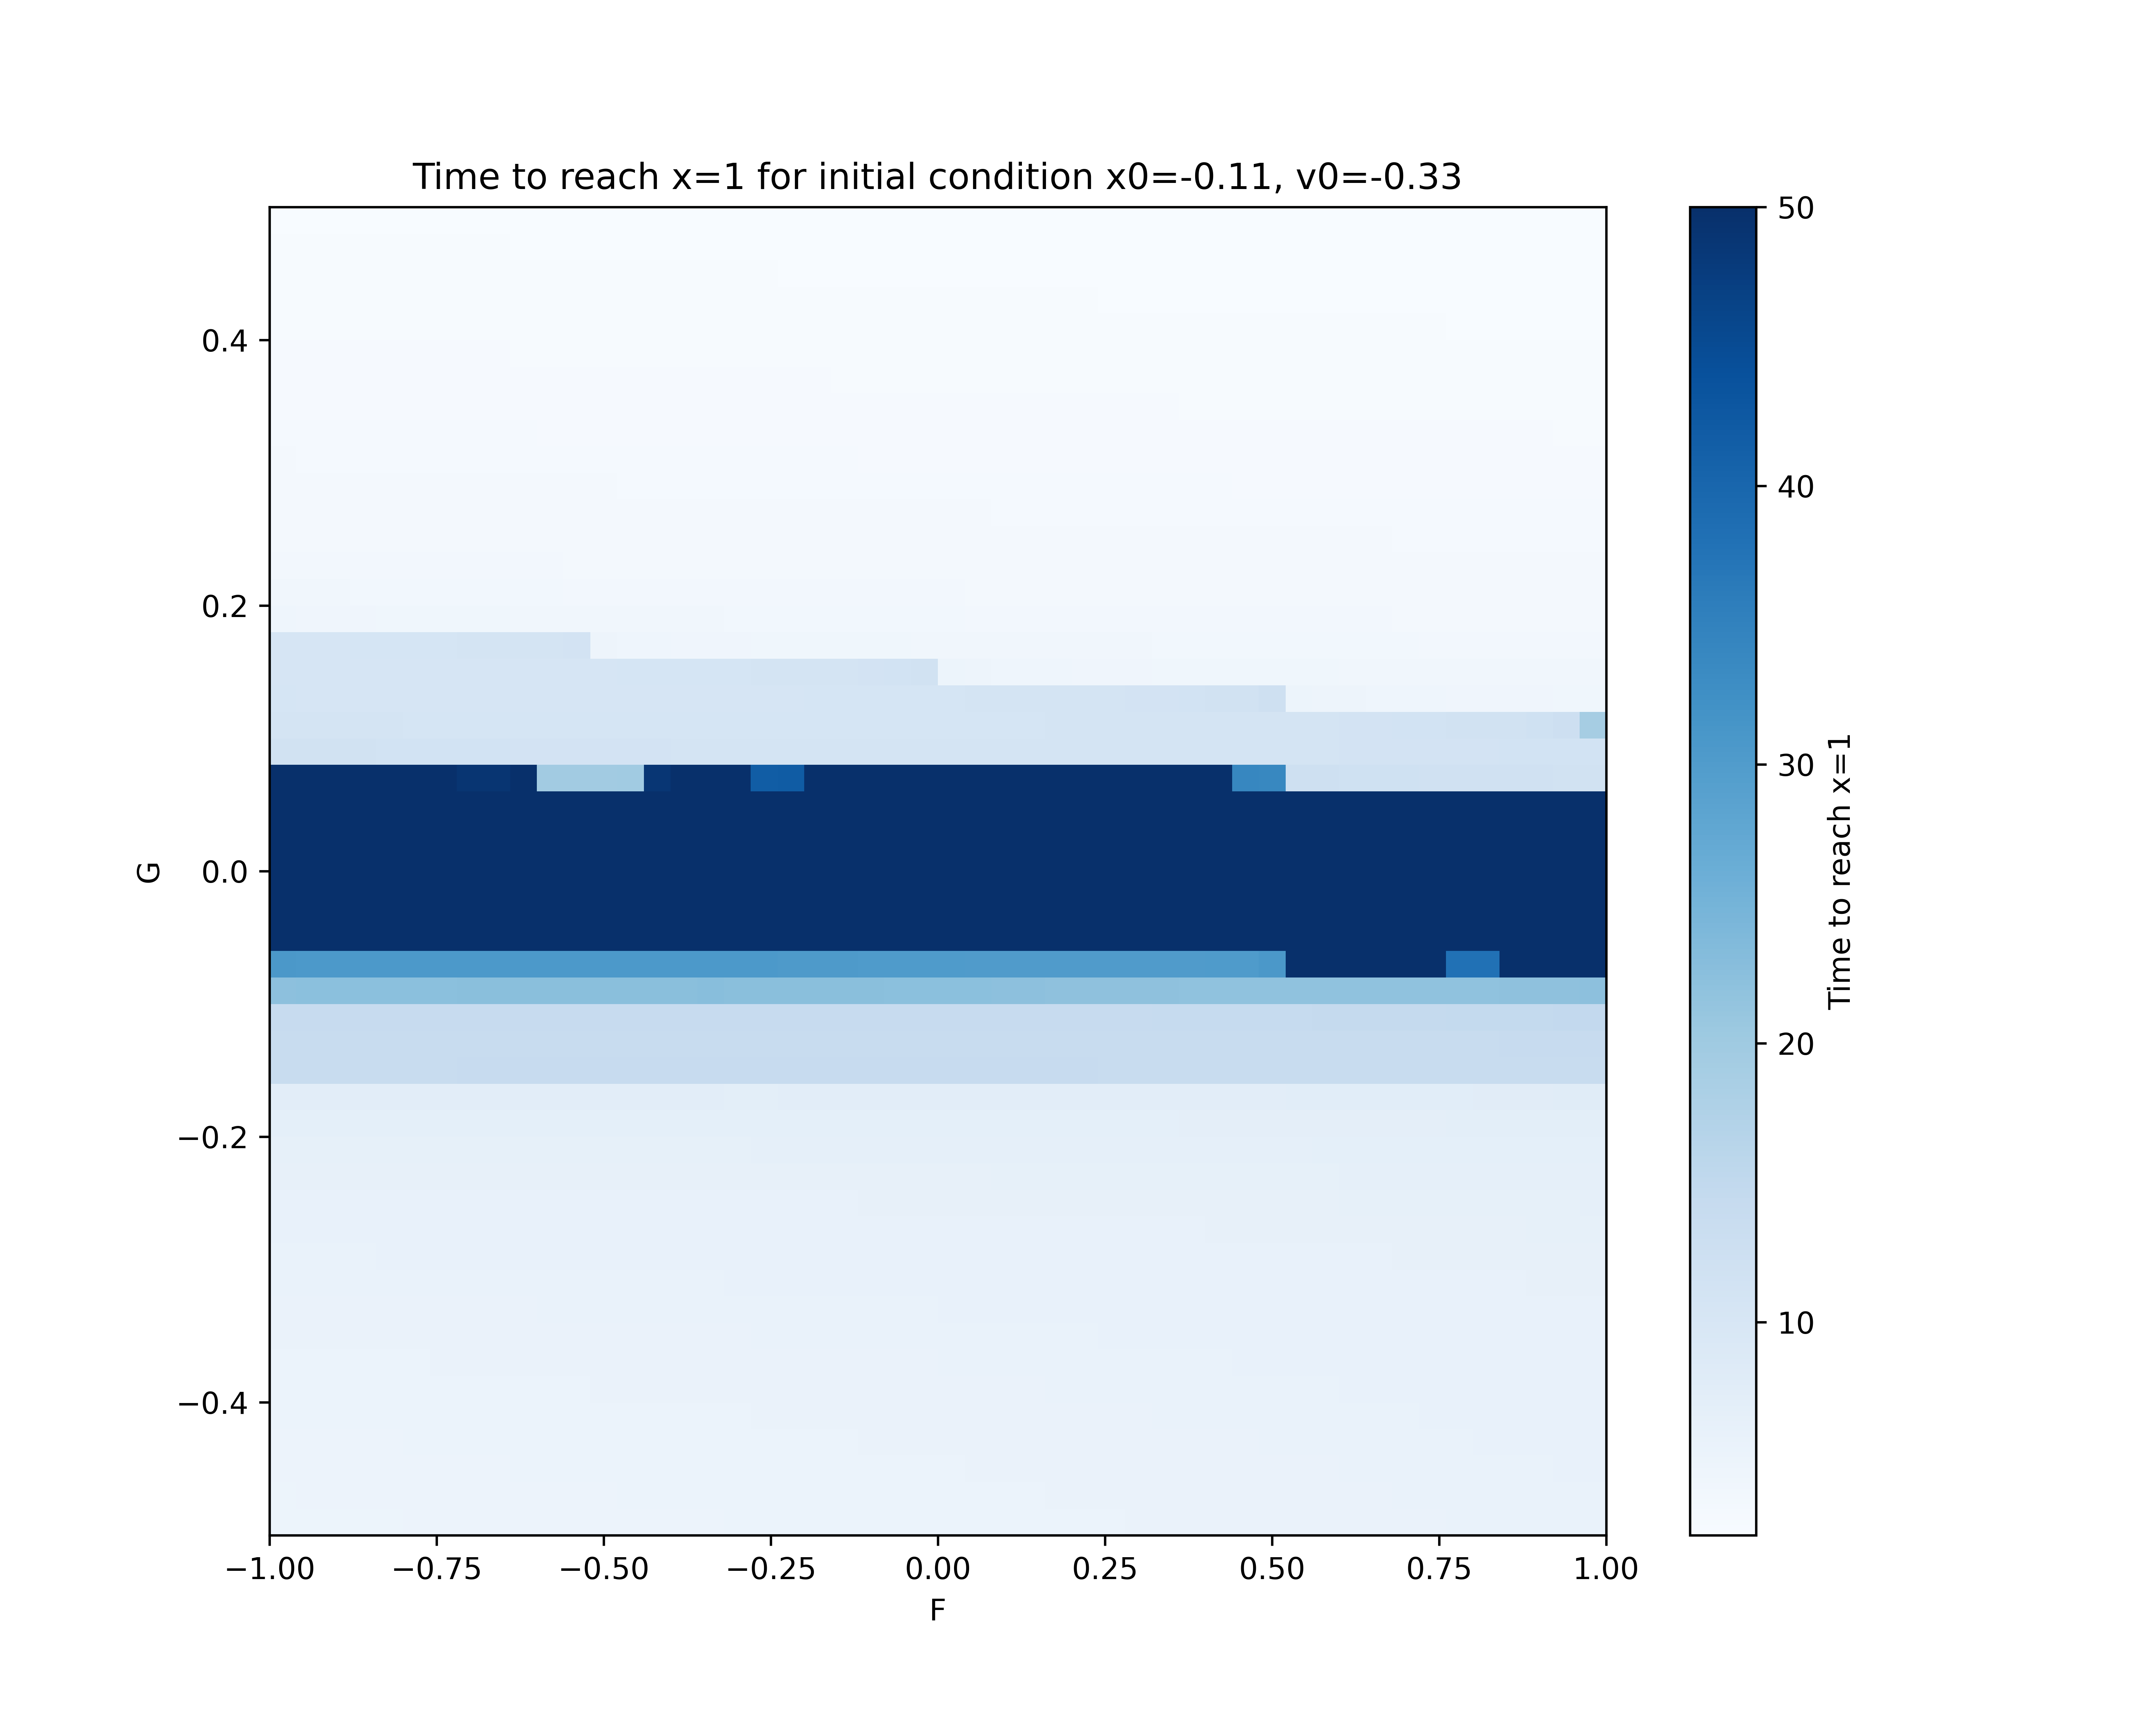 Time to reach x=1 for initial condition x0=-0.11, v0=-0.33
G
0.4
0.2
0.0
−0.2
−0.4
−1.00 −0.75 −0.50 −0.25 0.00 0.25 0.50 0.75 1.00
F
50
40
30
20
10
Time to reach x=1